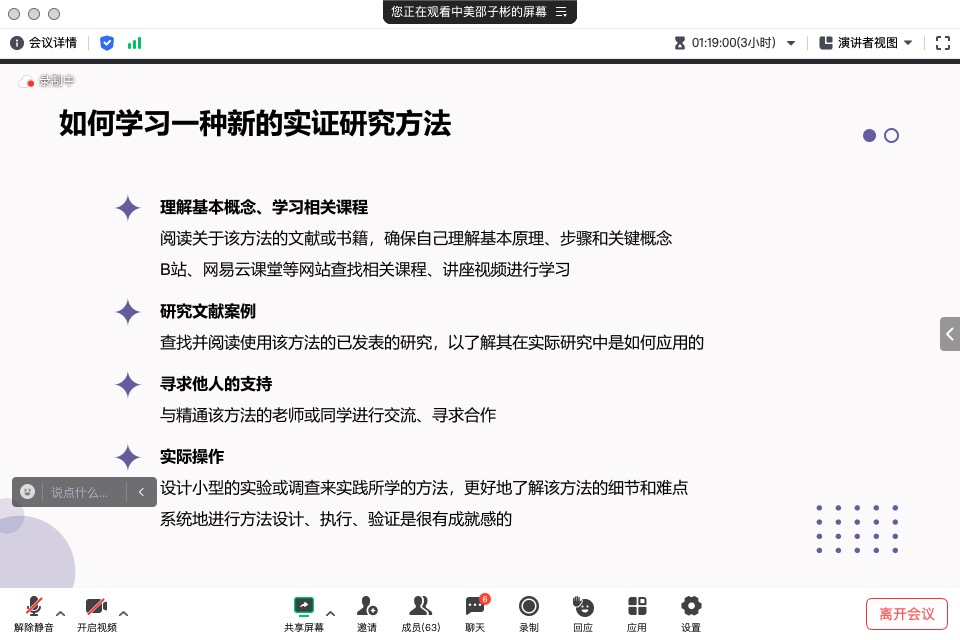 您正在观看中美邵子彬的屏幕
会议详情
01:19:00(3小时)
演讲者视图
录制中
如何学习一种新的实证研究方法
理解基本概念、学习相关课程
阅读关于该方法的文献或书籍，确保自己理解基本原理、步骤和关键概念
B站、网易云课堂等网站查找相关课程、讲座视频进行学习
研究文献案例
查找并阅读使用该方法的已发表的研究，以了解其在实际研究中是如何应用的
寻求他人的支持
与精通该方法的老师或同学进行交流、寻求合作
实际操作
说点什么...
设计小型的实验或调查来实践所学的方法，更好地了解该方法的细节和难点
系统地进行方法设计、执行、验证是很有成就感的
解除静音
开启视频
共享屏幕
邀请
成员(63)
6
聊天
录制
回应
应用
设置
离开会议